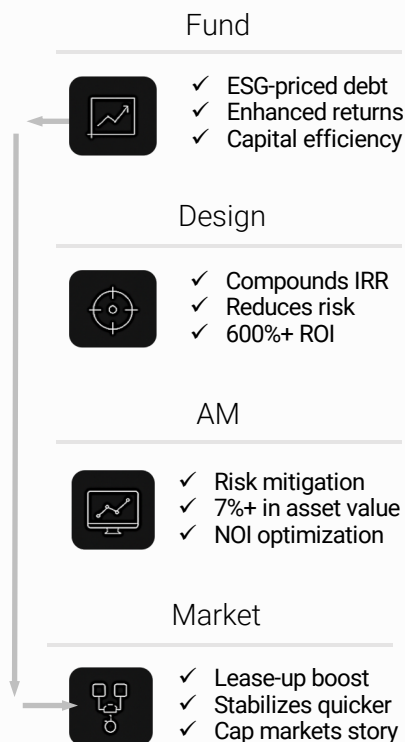 Fund
✓ ESG-priced debt
✓ Enhanced returns
✓ Capital efficiency
Design
✓ Compounds IRR
✓ Reduces risk
✓ 600%+ ROI
AM
✓ Risk mitigation
✓ 7%+ in asset value
✓ NOI optimization
Market
✓ Lease-up boost
✓ Stabilizes quicker
✓ Cap markets story